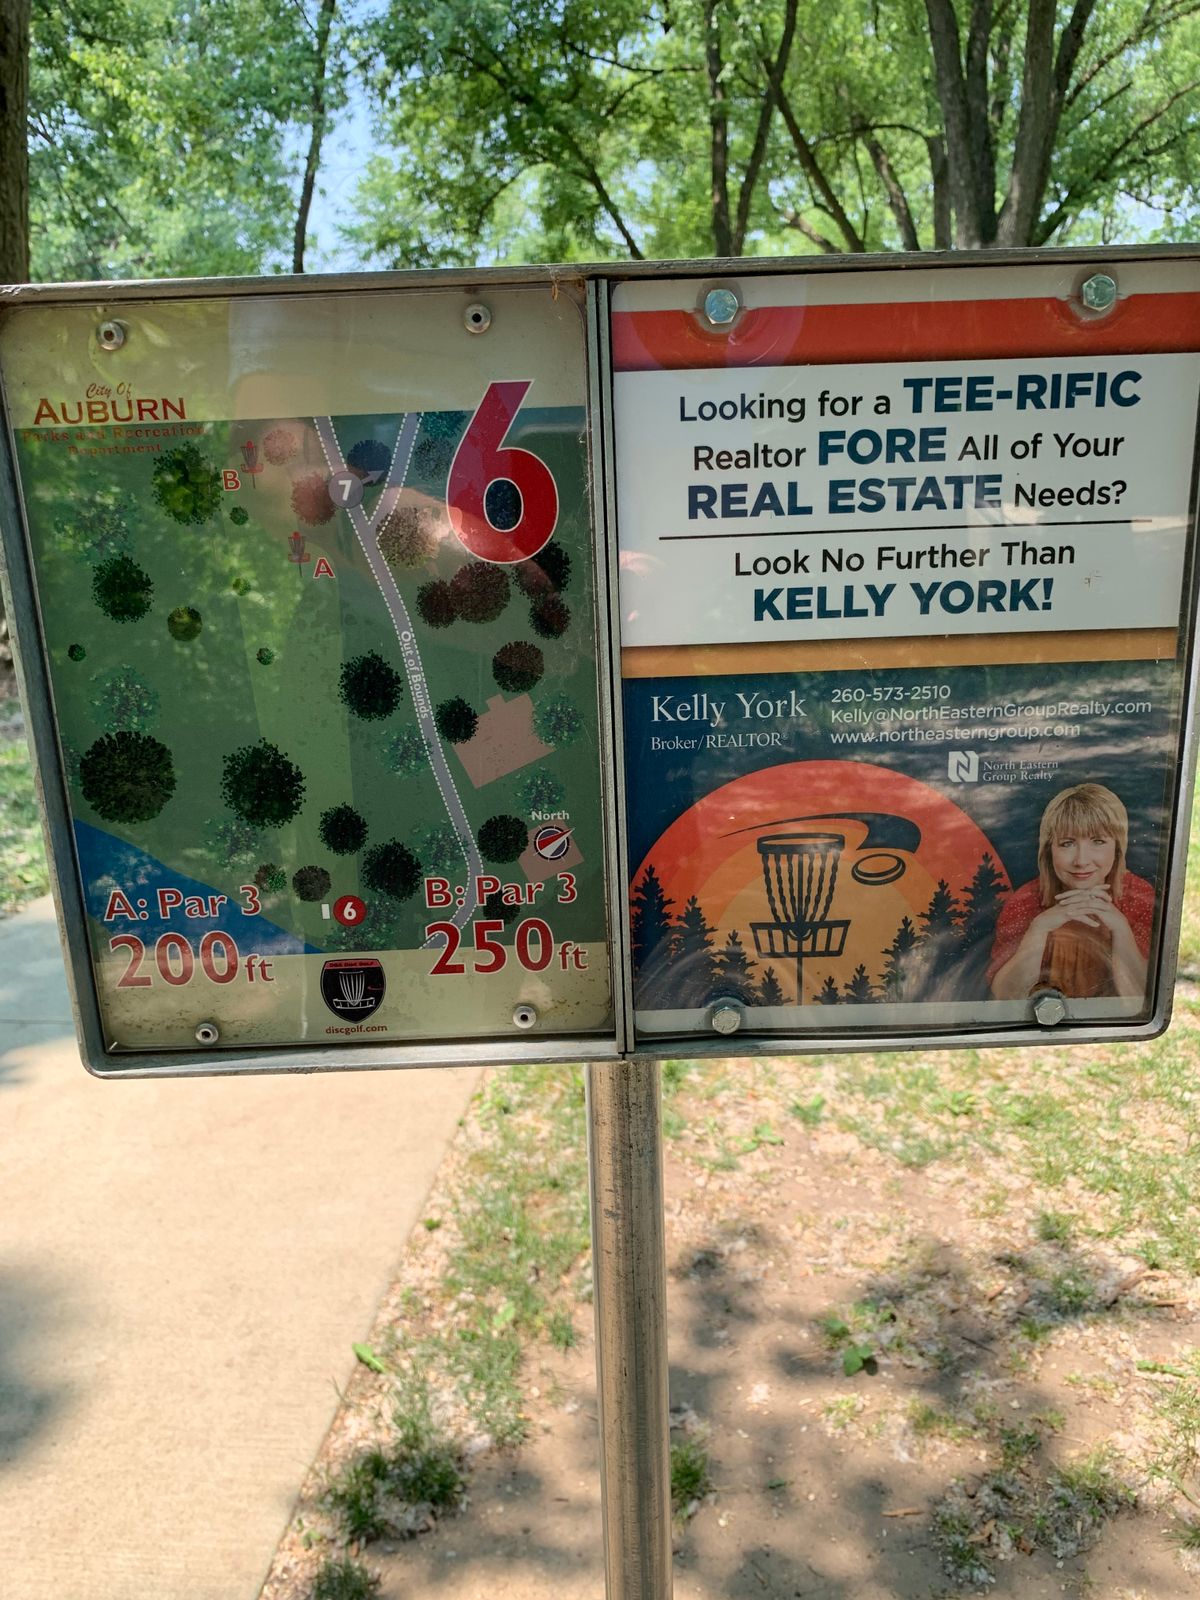 City Of
AUBURN
Parks and Recreation
Department
6
B
7
A
Out of Bounds
North
A: Par 3
200ft
6
B: Par 3
250ft
DGA Disc Golf
discgolf.com
Looking for a TEE-RIFIC
Realtor FORE All of Your
REAL ESTATE Needs?
Look No Further Than
KELLY YORK!
Kelly York
Broker/REALTOR®
260-573-2510
Kelly@NorthEasternGroupRealty.com
www.northeasterngroup.com
N
North Eastern
Group Realty